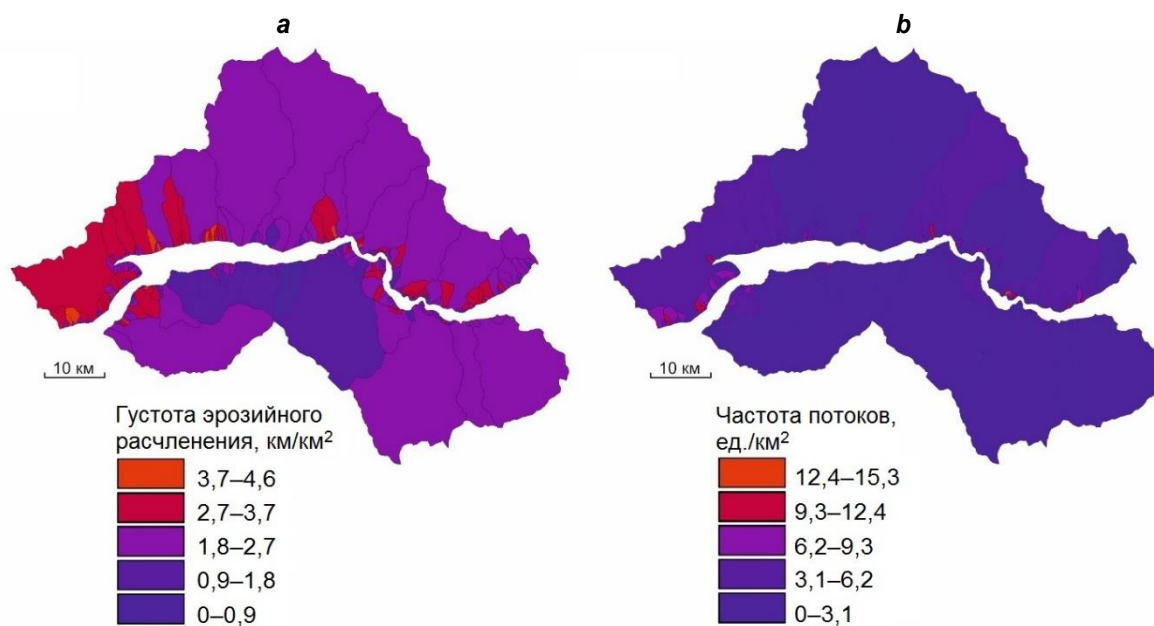 a
10 км
Густота эрозийного
расчленения, км/км²
3,7–4,6
2,7–3,7
1,8–2,7
0,9–1,8
0–0,9
b
10 км
Частота потоков,
ед./км²
12,4–15,3
9,3–12,4
6,2–9,3
3,1–6,2
0–3,1